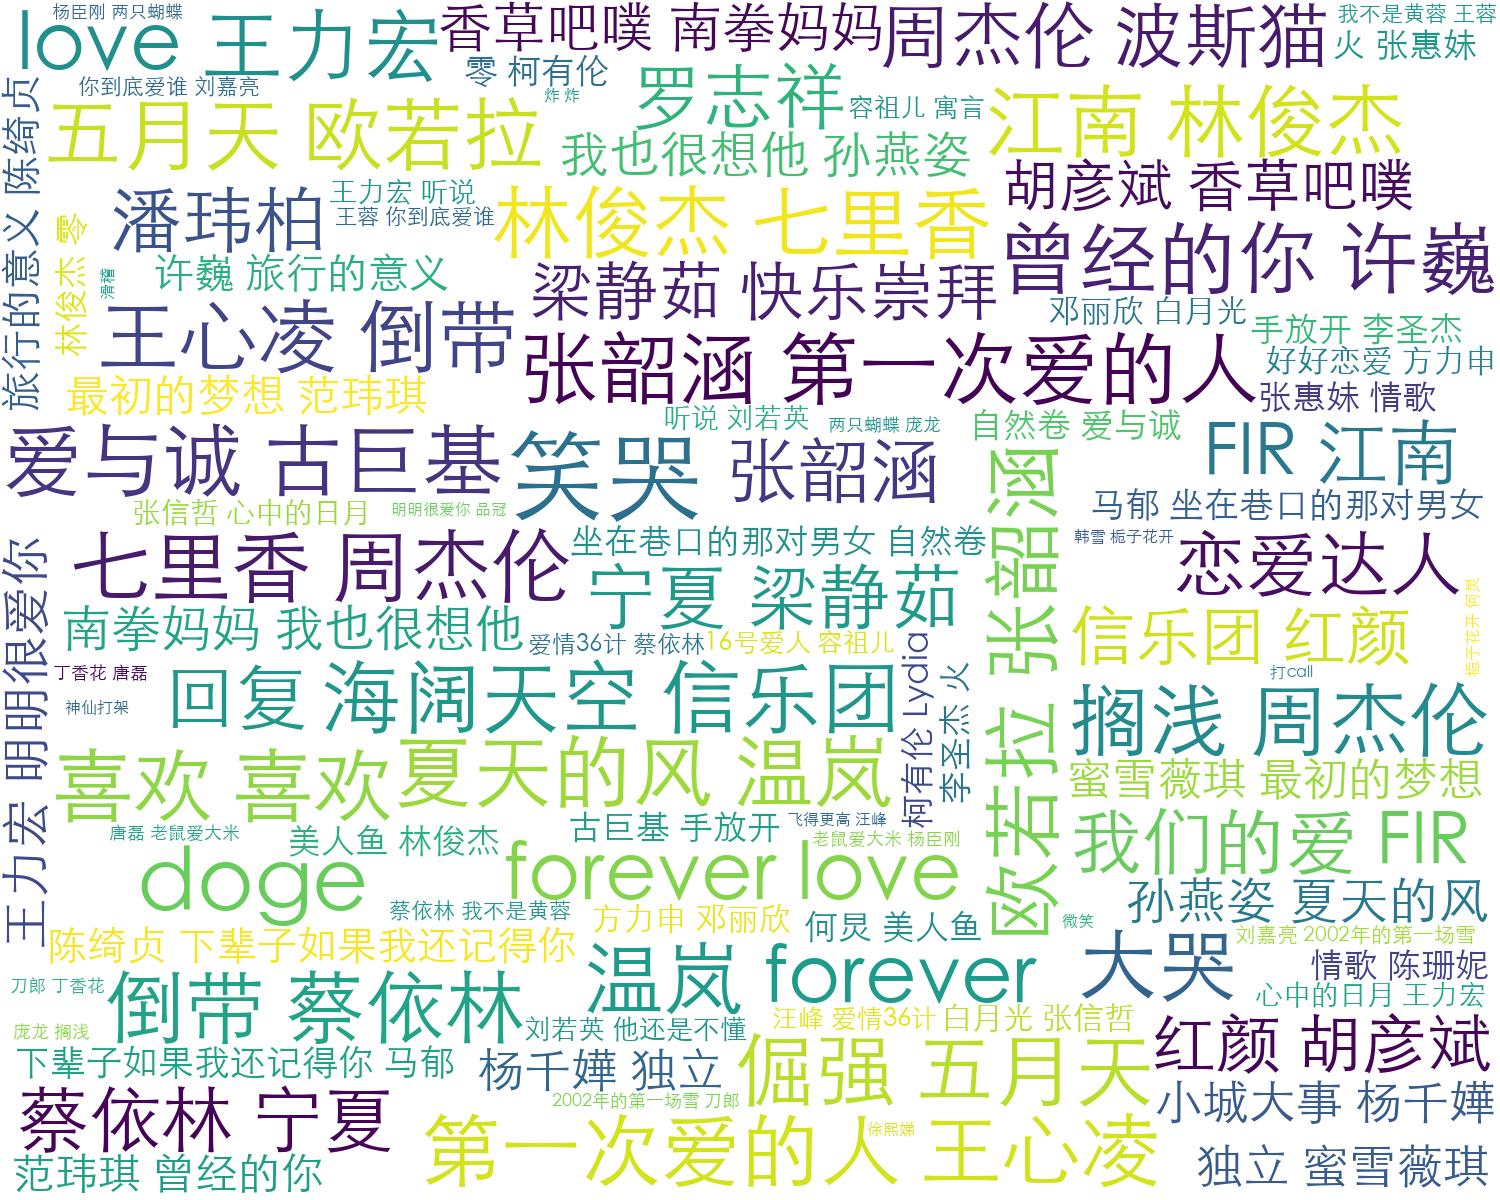 杨臣刚 两只蝴蝶
love 王力宏
香草吧噗 南拳妈妈
周杰伦 波斯猫
我不是黄蓉 王蓉
火 张惠妹
你到底爱谁 刘嘉亮
零 柯有伦
炸 炸
罗志祥
容祖儿 寓言
五月天 欧若拉
我也很想他 孙燕姿
江南 林俊杰
旅行的意义 陈绮贞
潘玮柏
王力宏 听说
王蓉 你到底爱谁
林俊杰 七里香
胡彦斌 香草吧噗
林俊杰 零
滑稽
许巍 旅行的意义
梁静茹 快乐崇拜
曾经的你 许巍
王心凌 倒带
邓丽欣 白月光
手放开 李圣杰
张韶涵 第一次爱的人
好好恋爱 方力申
最初的梦想 范玮琪
张惠妹 情歌
听说 刘若英
两只蝴蝶 庞龙
自然卷 爱与诚
爱与诚 古巨基
笑哭
张韶涵
FIR 江南
张信哲 心中的日月
明明很爱你 品冠
马郁 坐在巷口的那对男女
七里香 周杰伦
坐在巷口的那对男女 自然卷
韩雪 栀子花开
恋爱达人
宁夏 梁静茹
欧若拉 张韶涵
王力宏 明明很爱你
南拳妈妈 我也很想他
爱情36计 蔡依林
16号爱人 容祖儿
信乐团 红颜
栀子花开 何炅
丁香花 唐磊
神仙打架
回复
海阔天空 信乐团
柯有伦 Lydia
李圣杰 火
打call
搁浅 周杰伦
喜欢 喜欢
夏天的风 温岚
蜜雪薇琪 最初的梦想
唐磊 老鼠爱大米
美人鱼 林俊杰
古巨基 手放开
飞得更高 汪峰
老鼠爱大米 杨臣刚
我们的爱 FIR
doge
forever love
孙燕姿 夏天的风
蔡依林 我不是黄蓉
方力申 邓丽欣
何炅 美人鱼
微笑
刘嘉亮 2002年的第一场雪
陈绮贞 下辈子如果我还记得你
温岚 forever
大哭
情歌 陈珊妮
刀郎 丁香花
倒带 蔡依林
心中的日月 王力宏
庞龙 搁浅
刘若英 他还是不懂
汪峰 爱情36计
白月光 张信哲
红颜 胡彦斌
下辈子如果我还记得你 马郁
杨千嬅 独立
倔强 五月天
蔡依林 宁夏
2002年的第一场雪 刀郎
小城大事 杨千嬅
第一次爱的人 王心凌
徐熙娣
范玮琪 曾经的你
独立 蜜雪薇琪